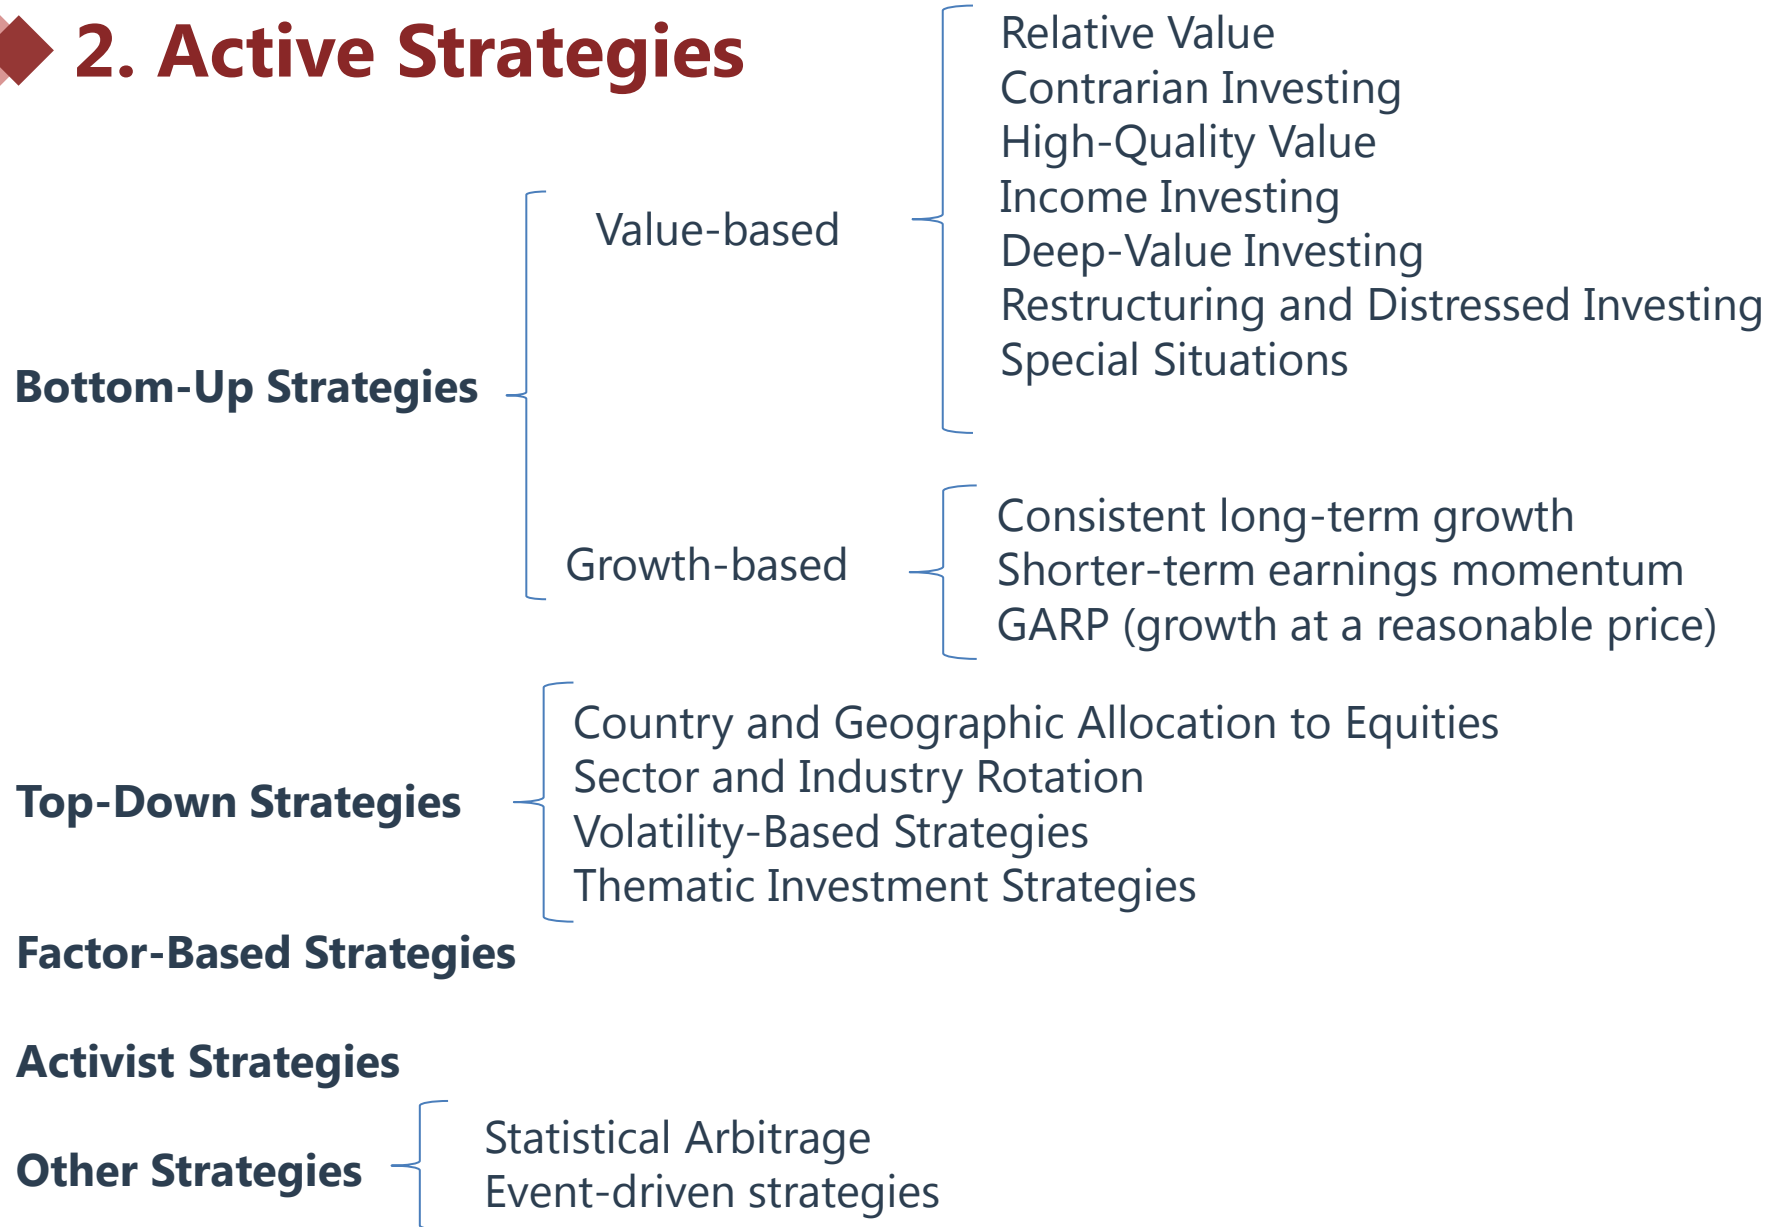 2. Active Strategies
Bottom-Up Strategies
Value-based
Relative Value
Contrarian Investing
High-Quality Value
Income Investing
Deep-Value Investing
Restructuring and Distressed Investing
Special Situations
Growth-based
Consistent long-term growth
Shorter-term earnings momentum
GARP (growth at a reasonable price)
Top-Down Strategies
Country and Geographic Allocation to Equities
Sector and Industry Rotation
Volatility-Based Strategies
Thematic Investment Strategies
Factor-Based Strategies
Activist Strategies
Other Strategies
Statistical Arbitrage
Event-driven strategies